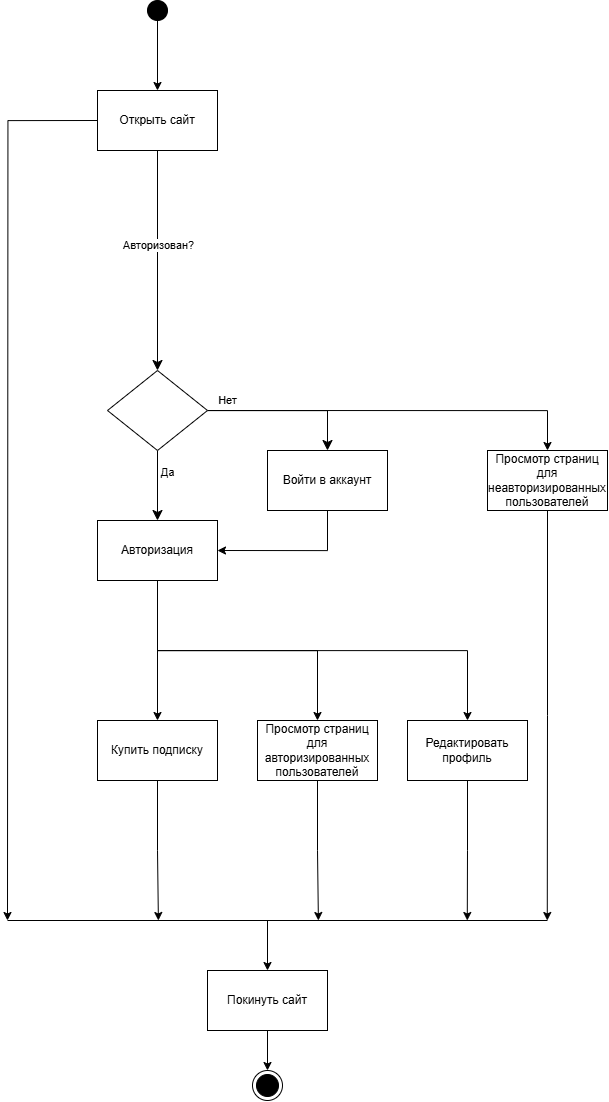 Открыть сайт
Авторизован?
Нет
Да
Войти в аккаунт
Просмотр страниц
для
неавторизированных
пользователей
Авторизация
Купить подписку
Просмотр страниц
для
авторизированных
пользователей
Редактировать
профиль
Покинуть сайт